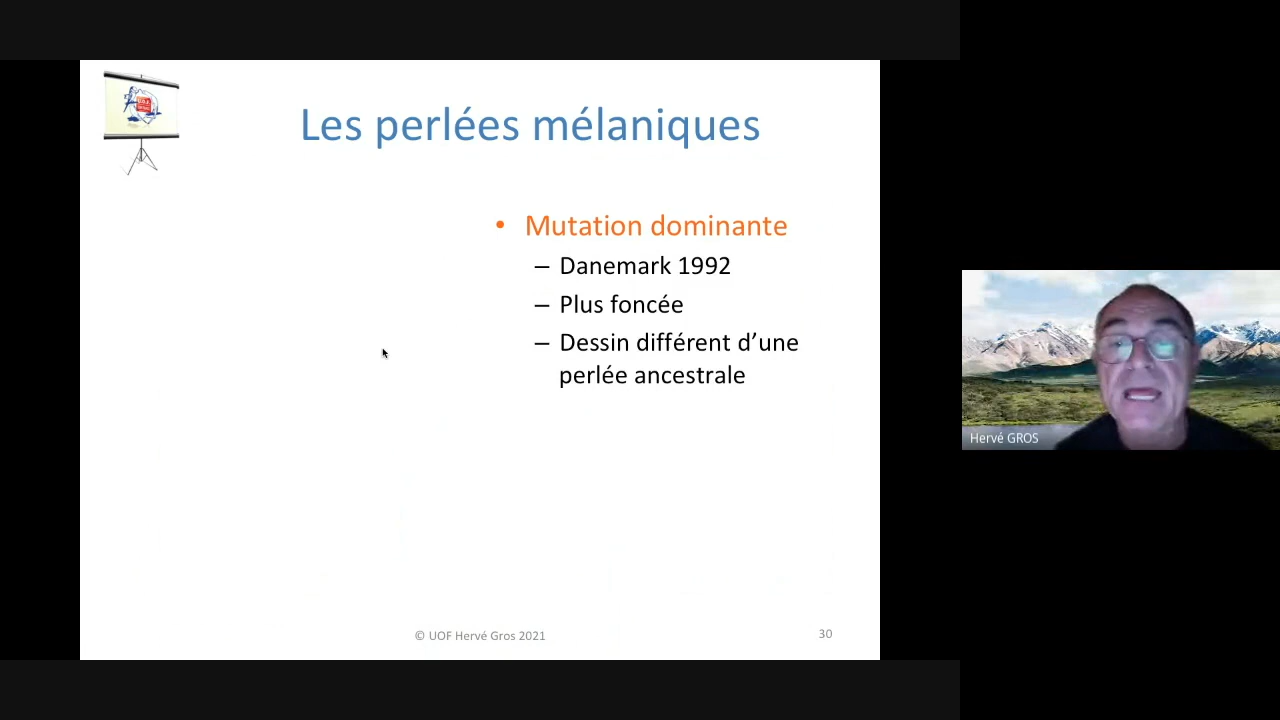 Les perlées mélaniques
• Mutation dominante
– Danemark 1992
– Plus foncée
– Dessin différent d’une
perlée ancestrale
© UOF Hervé Gros 2021
30
Hervé GROS